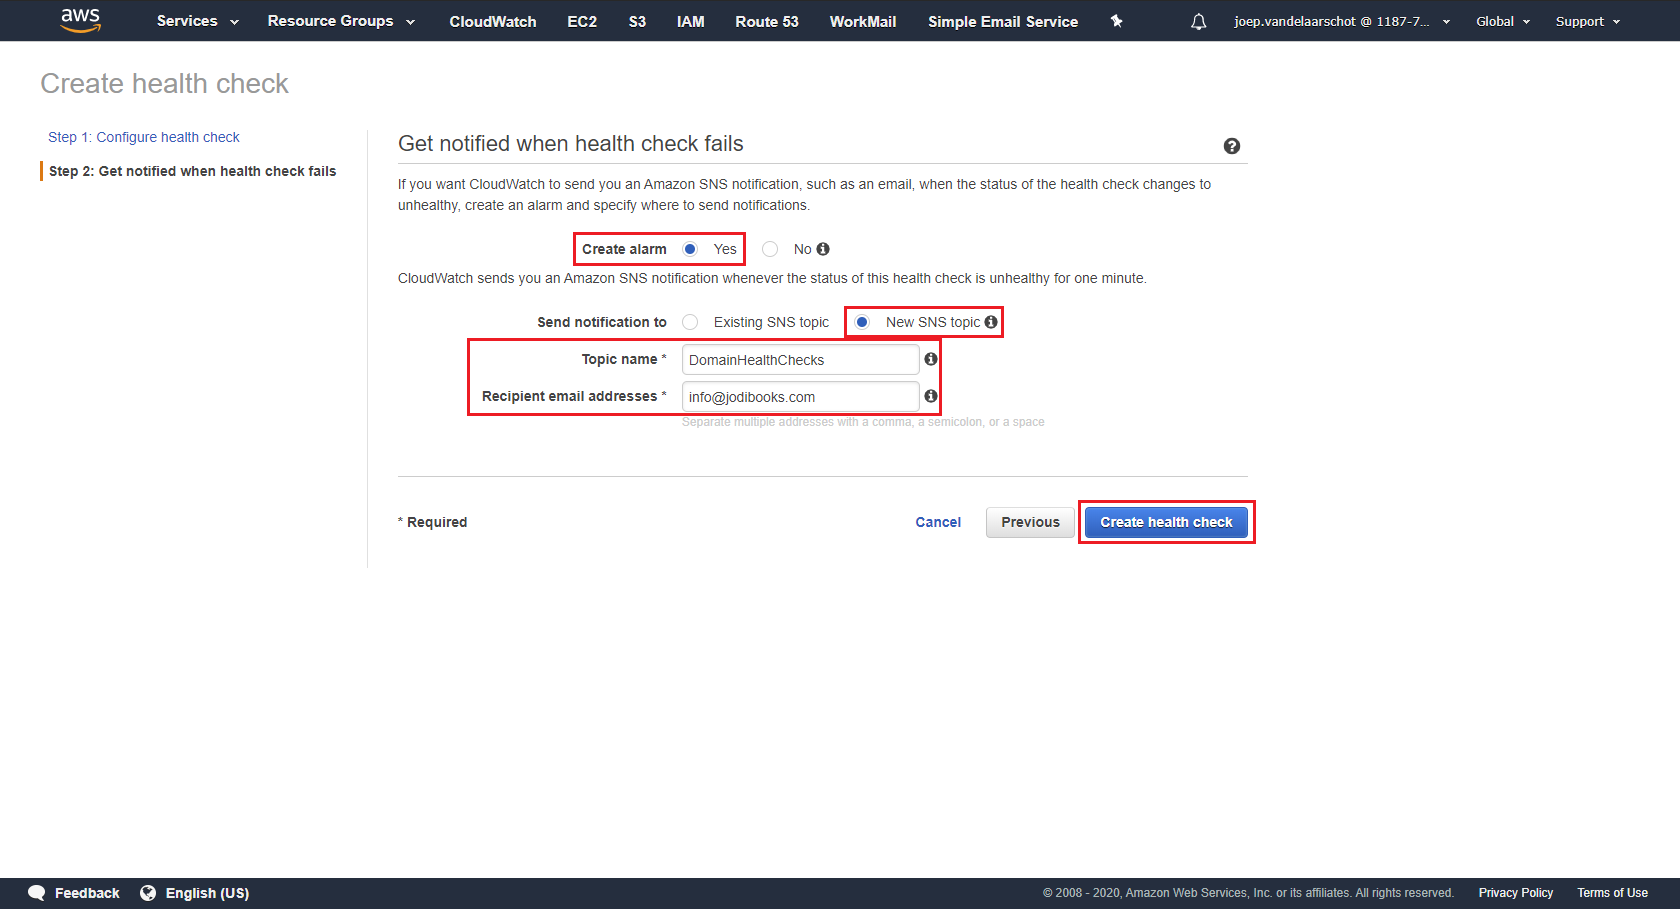 aws Services Resource Groups CloudWatch EC2 S3 IAM Route 53 WorkMail Simple Email Service joep.vandelaarschot @ 1187-7... Global Support
Create health check
Step 1: Configure health check
Step 2: Get notified when health check fails
Get notified when health check fails
If you want CloudWatch to send you an Amazon SNS notification, such as an email, when the status of the health check changes to
unhealthy, create an alarm and specify where to send notifications.
Create alarm Yes No
CloudWatch sends you an Amazon SNS notification whenever the status of this health check is unhealthy for one minute.
Send notification to Existing SNS topic New SNS topic
Topic name * DomainHealthChecks
Recipient email addresses * info@jodibooks.com
Separate multiple addresses with a comma, a semicolon, or a space
* Required Cancel Previous Create health check
Feedback English (US) © 2008 - 2020, Amazon Web Services, Inc. or its affiliates. All rights reserved. Privacy Policy Terms of Use